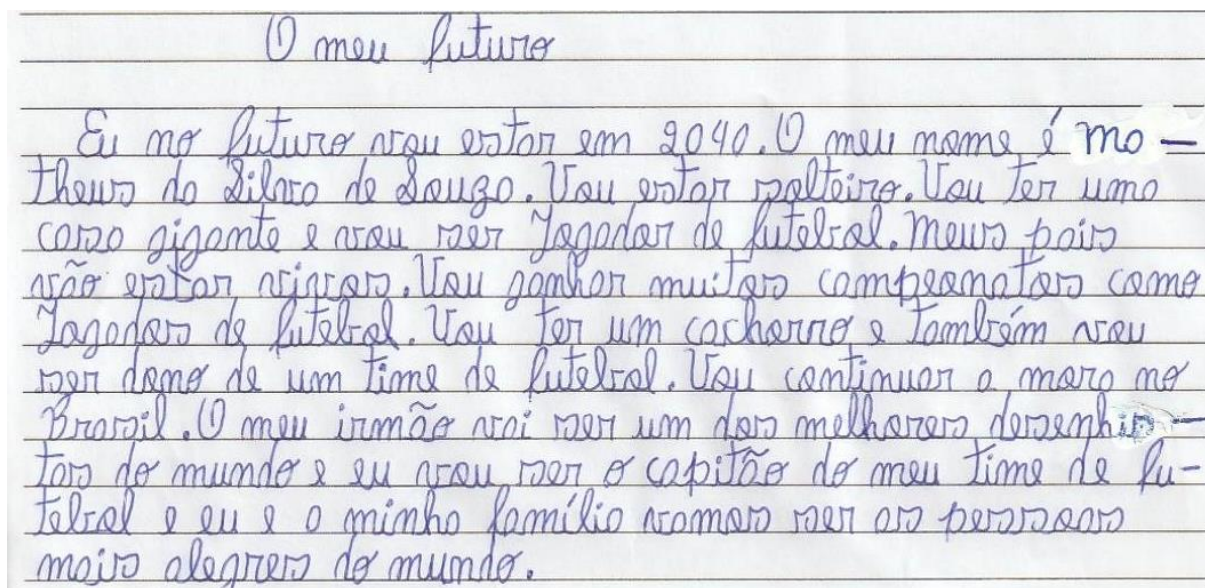 O meu futuro
Eu no futuro vou estar em 2040. O meu nome é Ma-
theus da Silva de Souza. Vou estar solteiro. Vou ter uma
casa gigante e vou ser Jogador de futebol. Meus pais
vão estar vivos. Vou ganhar muitos campeonatos como
Jogador de futebol. Vou ter um cachorro e também vou
ser dono de um time de futebol. Vou continuar a mora no
Brasil. O meu irmão vai ser um dos melhores desenhis-
tas do mundo e eu vou ser o capitão do meu time de fu-
tebol e eu e a minha família vamos ser as pessoas
mais alegres do mundo.